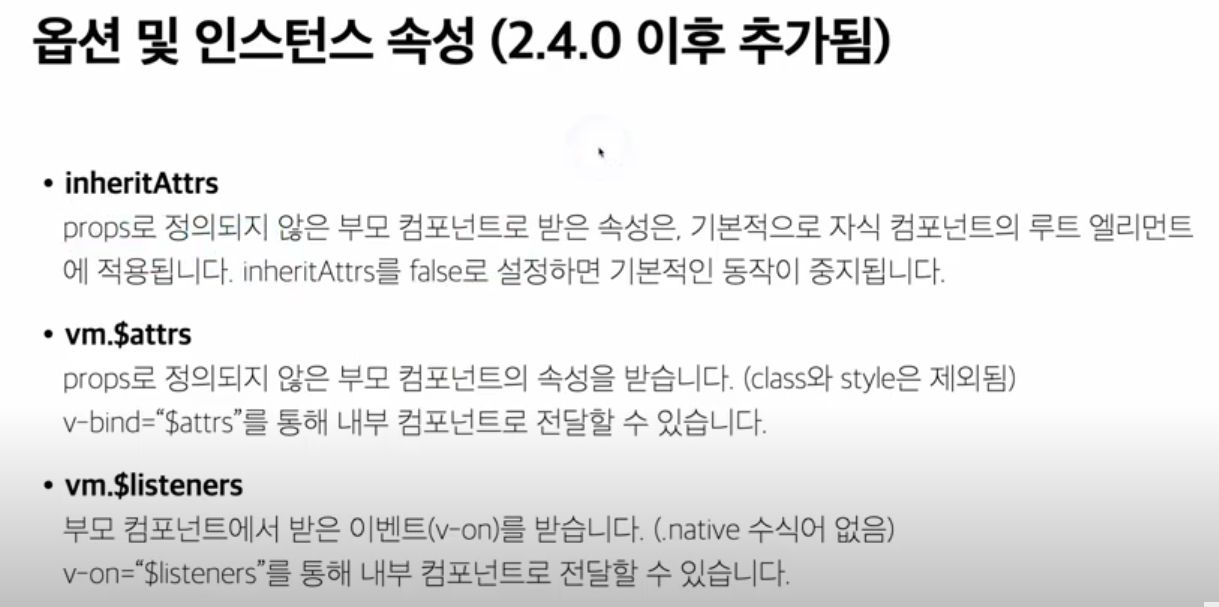 옵션 및 인스턴스 속성 (2.4.0 이후 추가됨)
• inheritAttrs
props로 정의되지 않은 부모 컴포넌트로 받은 속성은, 기본적으로 자식 컴포넌트의 루트 엘리먼트
에 적용됩니다. inheritAttrs를 false로 설정하면 기본적인 동작이 중지됩니다.
• vm.$attrs
props로 정의되지 않은 부모 컴포넌트의 속성을 받습니다. (class와 style은 제외됨)
v-bind=“$attrs”를 통해 내부 컴포넌트로 전달할 수 있습니다.
• vm.$listeners
부모 컴포넌트에서 받은 이벤트(v-on)를 받습니다. (.native 수식어 없음)
v-on=“$listeners”를 통해 내부 컴포넌트로 전달할 수 있습니다.